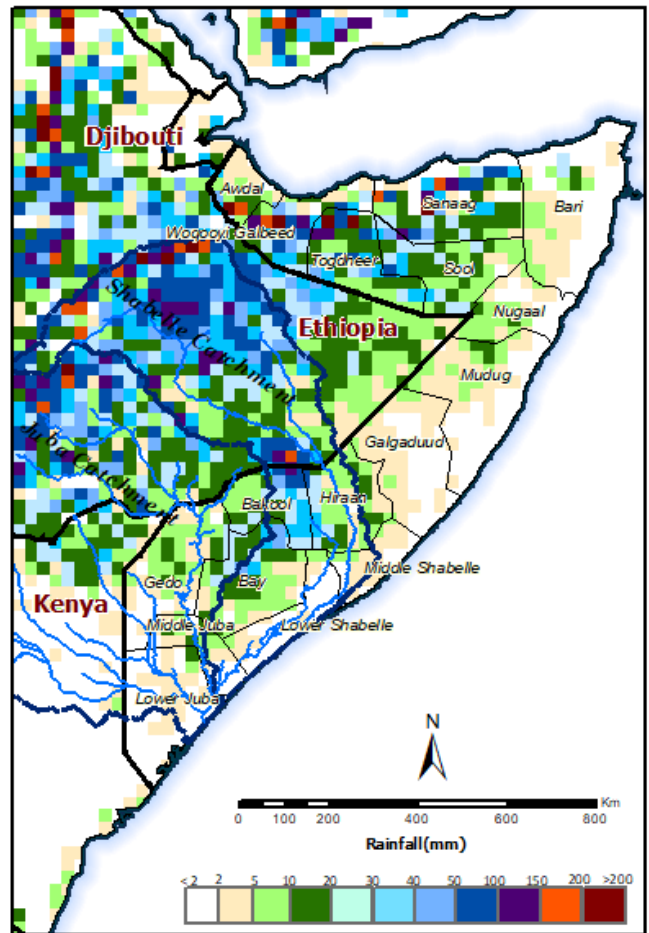 Djibouti
Awdal
Sanaag
Bari
Woqooyi Galbeed
Togdheer
Sool
Shabelle Catchment
Ethiopia
Nugaal
Mudug
Galgaduud
Juba Catchment
Bakool
Hiraan
Gedo
Bay
Middle Shabelle
Kenya
Middle Juba
Lower Shabelle
Lower Juba
N
Km
0 100 200 400 600 800
Rainfall(mm)
<2 2 5 10 20 30 40 50 100 150 200 >200